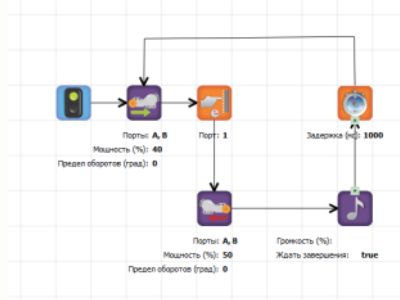 Порты: A, B
Мощность (%): 40
Предел оборотов (град): 0
Порт: 1
Задержка (мс): 1000
Порты: A, B
Мощность (%): 50
Предел оборотов (град): 0
Громкость (%):
Ждать завершения: true